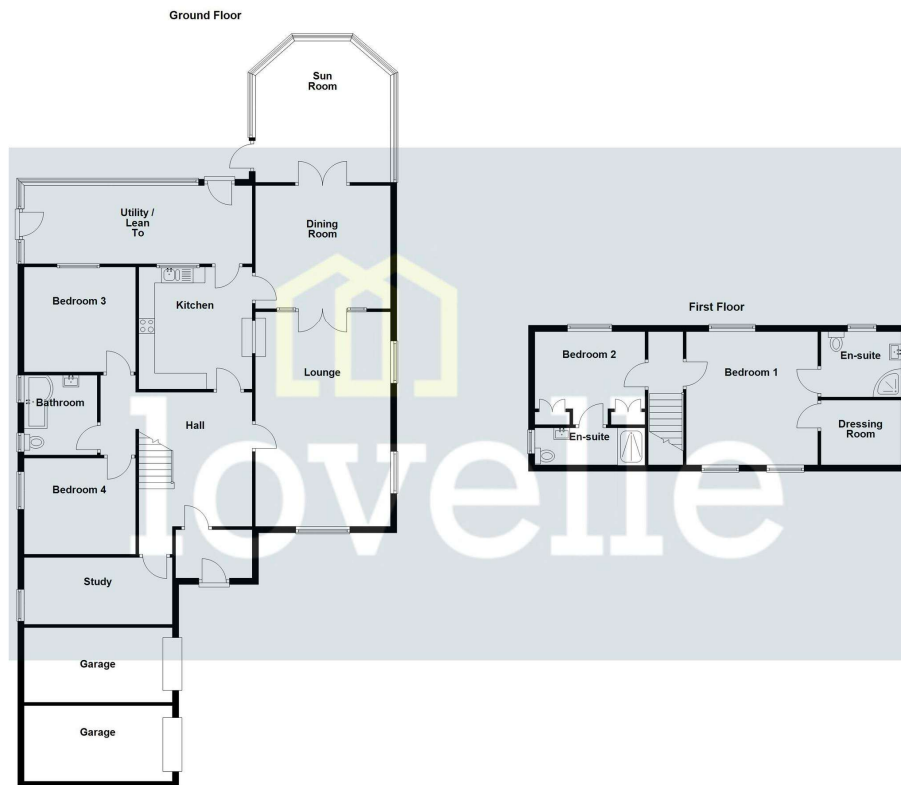 Ground Floor
Sun
Room
Utility /
Lean
To
Dining
Room
Bedroom 3
Kitchen
Lounge
Bathroom
Hall
Bedroom 4
Study
Garage
Garage
First Floor
Bedroom 2
Bedroom 1
En-suite
Dressing
Room
En-suite
lovelle